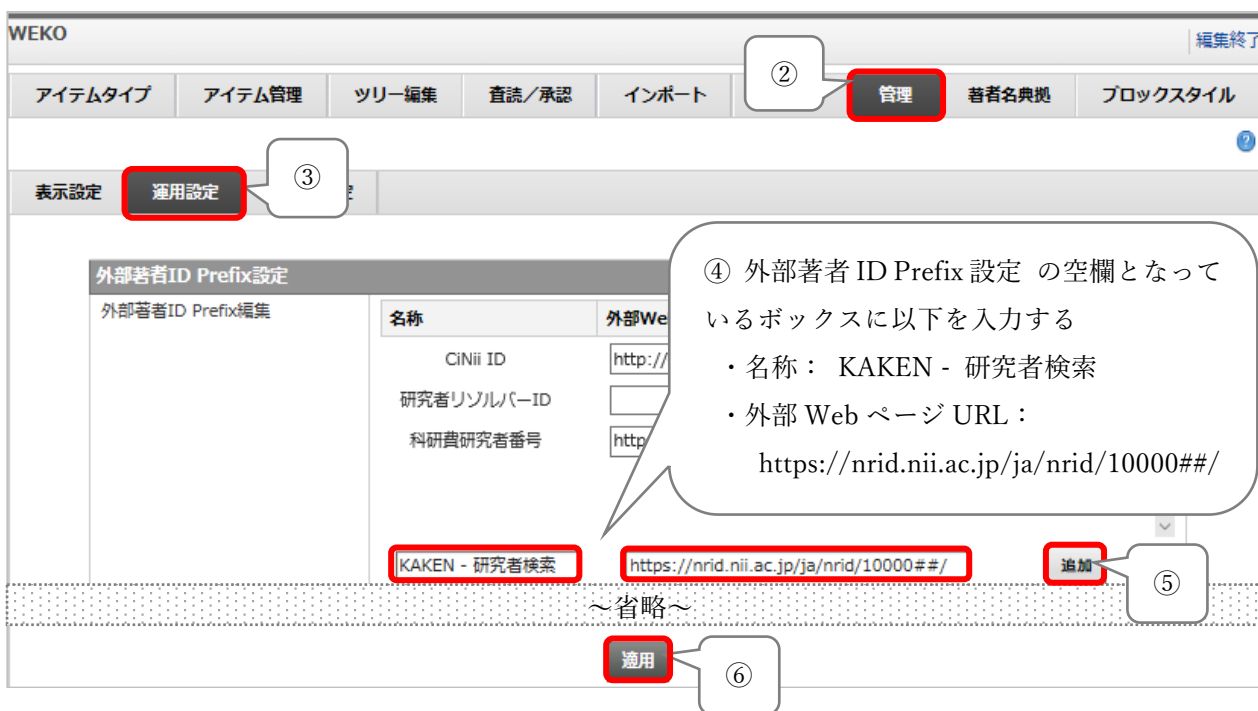 WEKO
編集終了
②
アイテムタイプ アイテム管理 ツリー編集 査読／承認 インポート 管理 著者名典拠 ブロックスタイル
③
表示設定 運用設定
外部著者ID Prefix設定
外部著者ID Prefix編集
名称 外部We
CiNii ID http://
研究者リゾルバーID
科研費研究者番号 http
④ 外部著者 ID Prefix 設定 の空欄となって
いるボックスに以下を入力する
・名称： KAKEN - 研究者検索
・外部 Web ページ URL：
https://nrid.nii.ac.jp/ja/nrid/10000##/
KAKEN - 研究者検索 https://nrid.nii.ac.jp/ja/nrid/10000##/ 追加
⑤
～省略～
適用
⑥